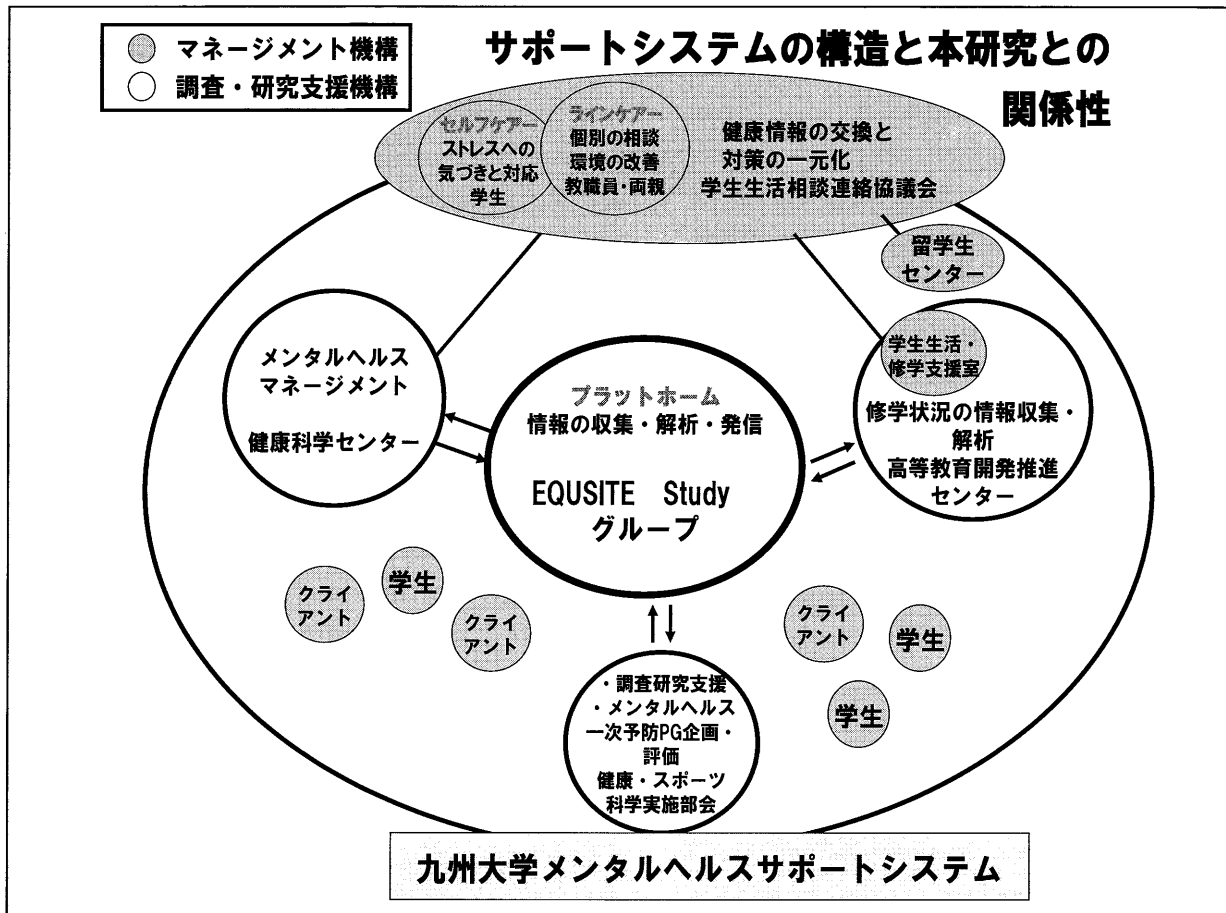 マネージメント機構
調査・研究支援機構
サポートシステムの構造と本研究との
関係性
セルフケアー
ストレスへの
気づきと対応
学生
ラインケアー
個別の相談
環境の改善
教職員・両親
健康情報の交換と
対策の一元化
学生生活相談連絡協議会
留学生
センター
メンタルヘルス
マネージメント
健康科学センター
プラットホーム
情報の収集・解析・発信
EQUSITE Study
グループ
学生生活・
修学支援室
修学状況の情報収集・
解析
高等教育開発推進
センター
クライ
アント
学生
クライ
アント
クライ
アント
学生
学生
・調査研究支援
・メンタルヘルス
一次予防PG企画・
評価
健康・スポーツ
科学実施部会
九州大学メンタルヘルスサポートシステム